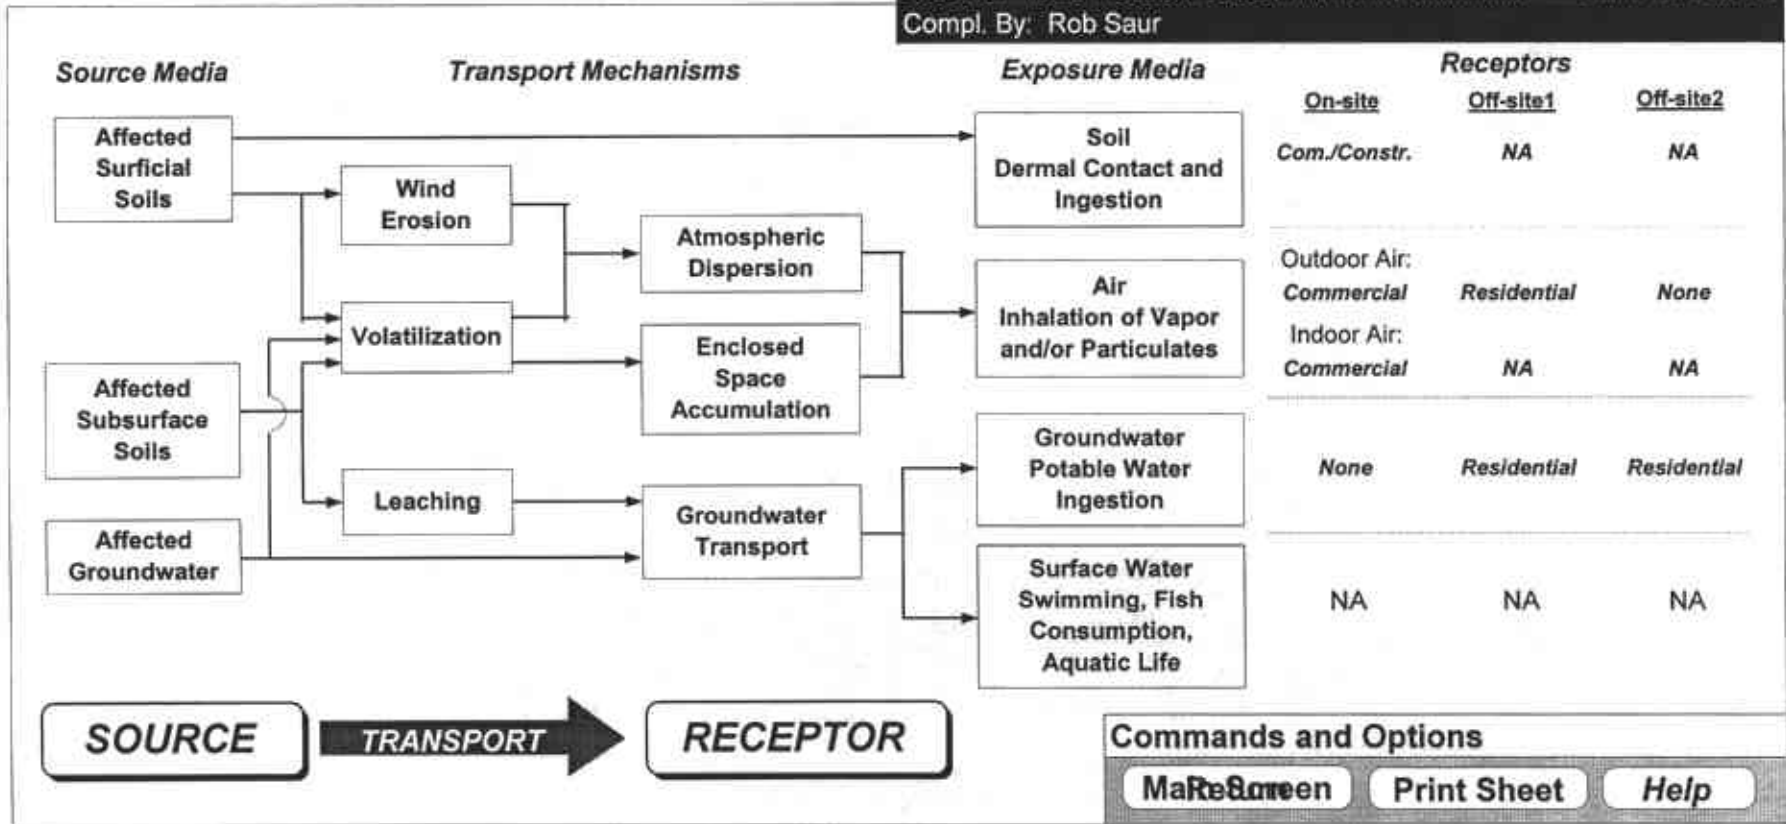 Compl. By: Rob Saur
Source Media
Transport Mechanisms
Exposure Media
Receptors
On-site Off-site1 Off-site2
Affected
Surficial
Soils
Wind
Erosion
Volatilization
Atmospheric
Dispersion
Enclosed
Space
Accumulation
Affected
Subsurface
Soils
Leaching
Affected
Groundwater
Groundwater
Transport
Soil
Dermal Contact and
Ingestion
Com./Constr. NA NA
Air
Inhalation of Vapor
and/or Particulates
Outdoor Air:
Commercial Residential None
Indoor Air:
Commercial NA NA
Groundwater
Potable Water
Ingestion
None Residential Residential
Surface Water
Swimming, Fish
Consumption,
Aquatic Life
NA NA NA
SOURCE
TRANSPORT
RECEPTOR
Commands and Options
Print Sheet
Help